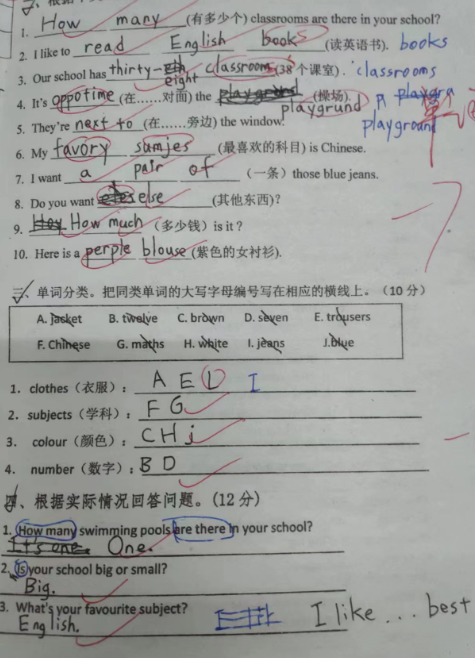 1. How many (有多少个) classrooms are there in your school?
2. I like to read English books (读英语书). books
3. Our school has thirty-eight classrooms (38个课室). classrooms
4. It's oppotime (在……对面) the playgrund (操场).
playground
5. They're next to (在……旁边) the window.
6. My favory sumjes (最喜欢的科目) is Chinese.
7. I want a pair of (一条) those blue jeans.
8. Do you want else (其他东西)?
9. How much (多少钱) is it?
10. Here is a perple blouse (紫色的女衬衫).
三、单词分类。把同类单词的大写字母编号写在相应的横线上。(10分)
A. jacket B. twelve C. brown D. seven E. trousers
F. Chinese G. maths H. white I. jeans J.blue
1. clothes (衣服): A E L I
2. subjects (学科): F G
3. colour (颜色): C H j
4. number (数字): B D
四、根据实际情况回答问题。(12分)
1. How many swimming pools are there in your school?
It's one. One.
2. Is your school big or small?
Big.
3. What's your favourite subject?
English. I like ... best